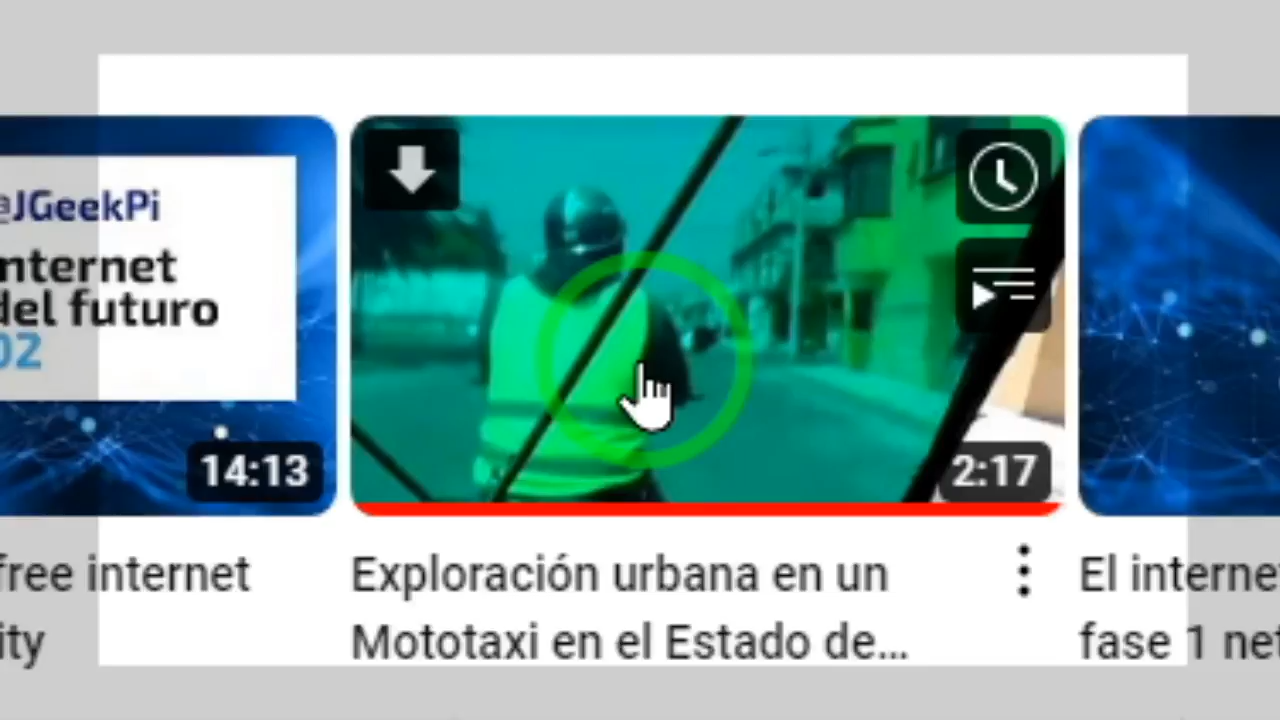 @JGeekPi
nternet
del futuro
02
14:13
free internet
ity
2:17
Exploración urbana en un
Mototaxi en el Estado de...
El interne
fase 1 net